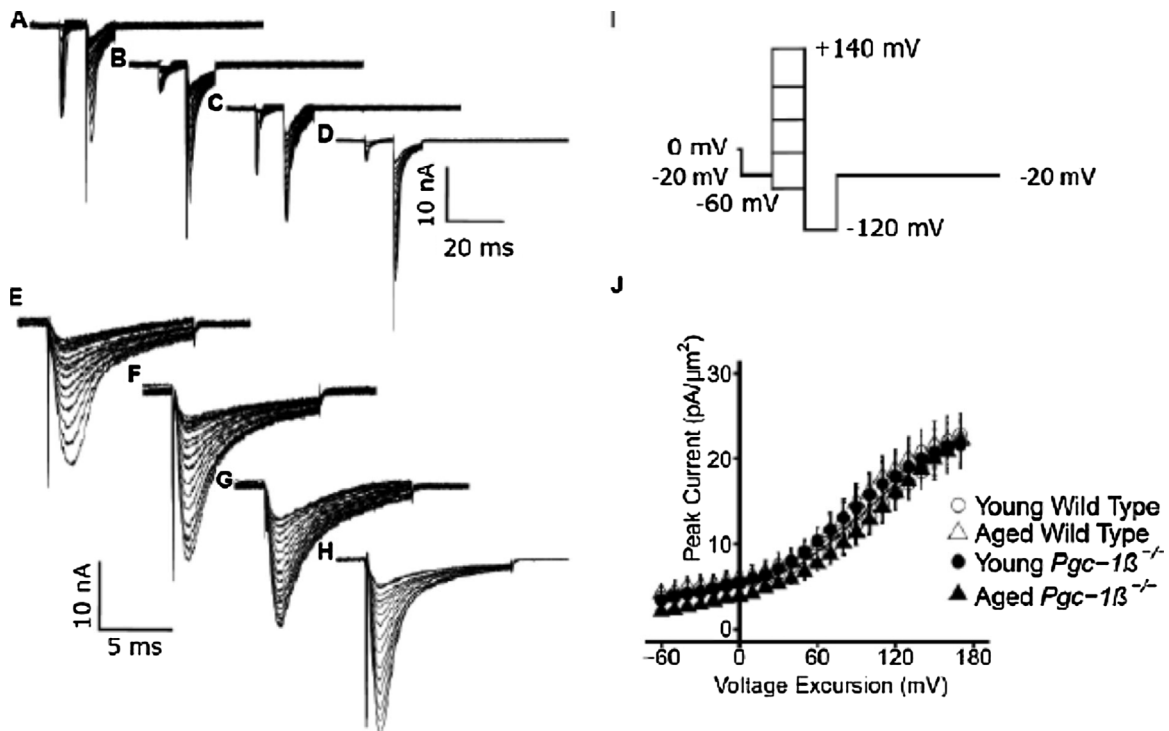 A
B
C
D
10 nA
20 ms
E
F
G
H
10 nA
5 ms
I
+140 mV
0 mV
-20 mV
-20 mV
-60 mV
-120 mV
J
Peak Current (pA/µm²)
30
20
10
0
−60
0
60
120
180
Voltage Excursion (mV)
Young Wild Type
Aged Wild Type
Young Pgc−1ß⁻/⁻
Aged Pgc−1ß⁻/⁻